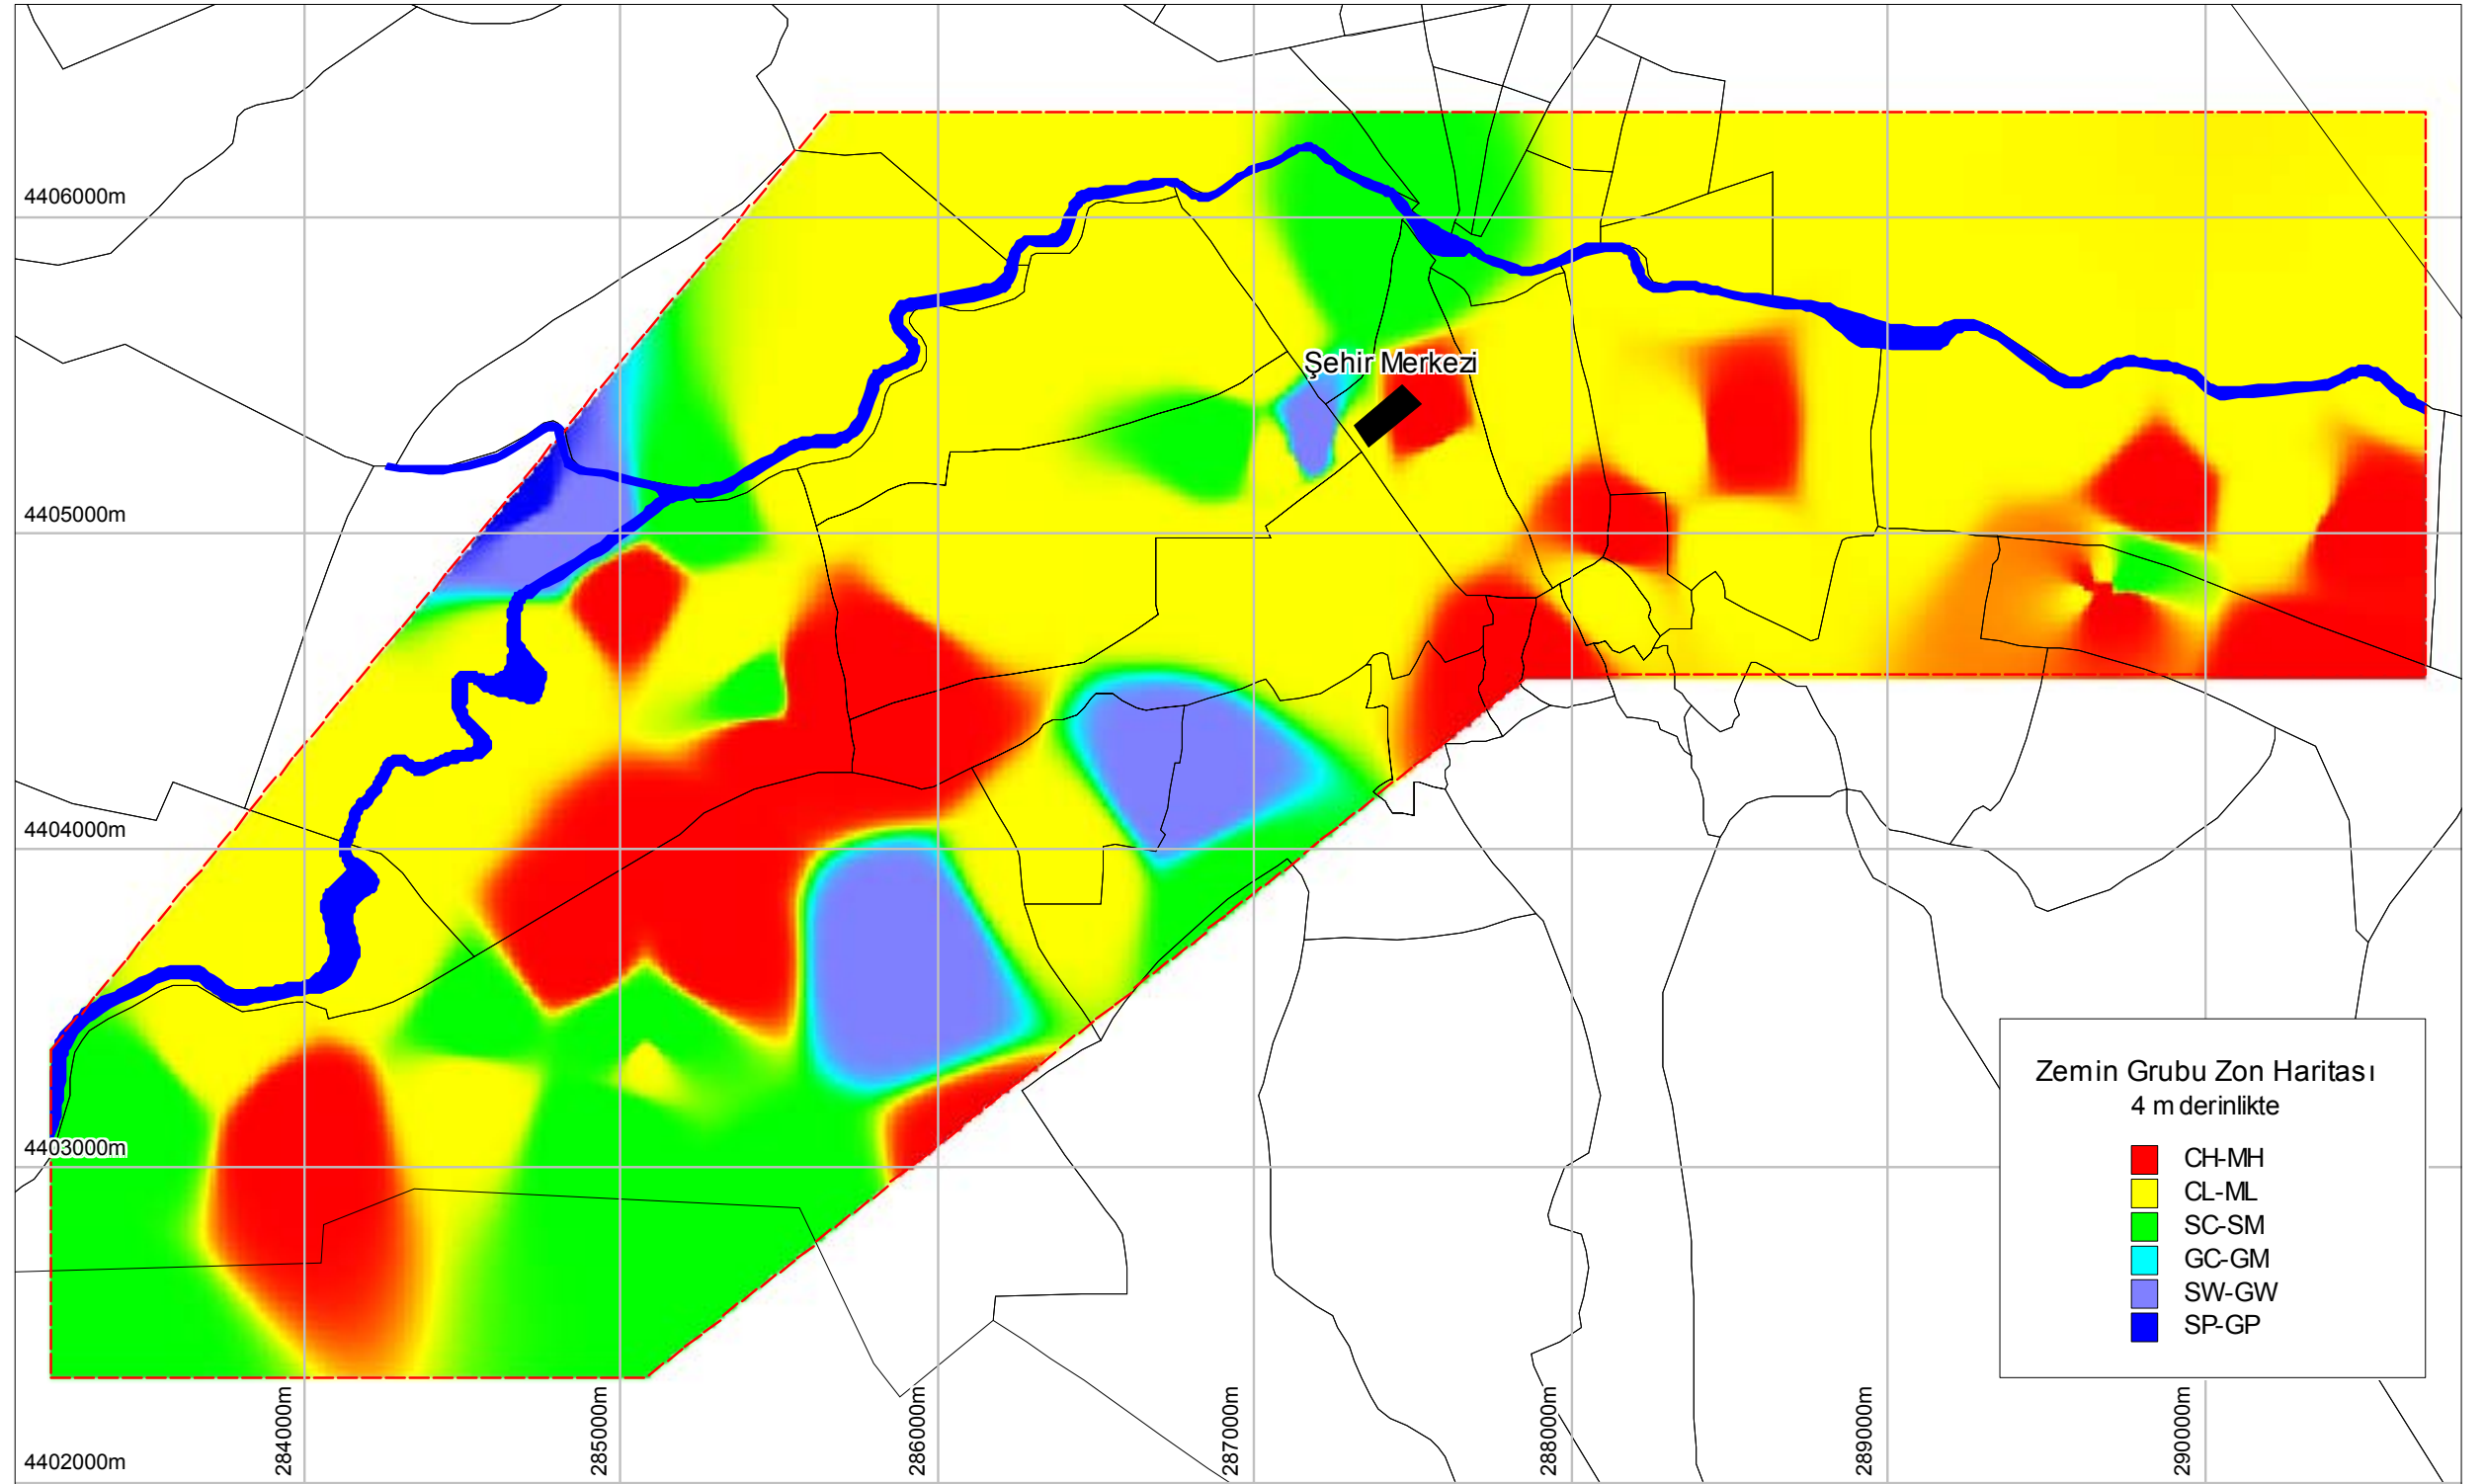 4406000m
Şehir Merkezi
4405000m
4404000m
4403000m
4402000m
284000m
285000m
286000m
287000m
288000m
289000m
290000m
Zemin Grubu Zon Haritası
4 m derinlikte
CH-MH
CL-ML
SC-SM
GC-GM
SW-GW
SP-GP